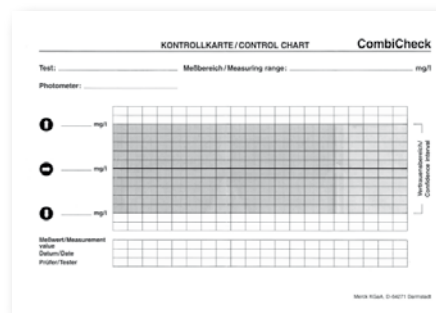 KONTROLLKARTE/CONTROL CHART
CombiCheck
Test: Meßbereich/Measuring range: mg/l
Photometer:
mg/l
mg/l
mg/l
Vertrauensbereich/
Confidence Interval
Meßwert/Measurement
value
Datum/Date
Prüfer/Tester
Merck KGaA, D-64271 Darmstadt